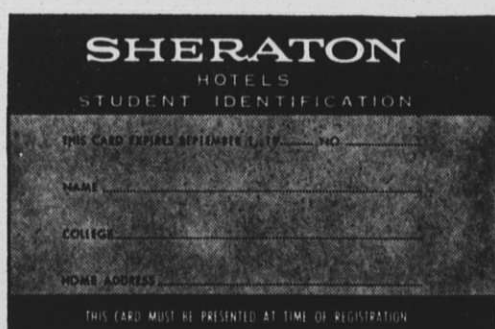 SHERATON
HOTELS
STUDENT IDENTIFICATION
THIS CARD EXPIRES SEPTEMBER 1, 19...... NO
NAME
COLLEGE
HOME ADDRESS
THIS CARD MUST BE PRESENTED AT TIME OF REGISTRATION